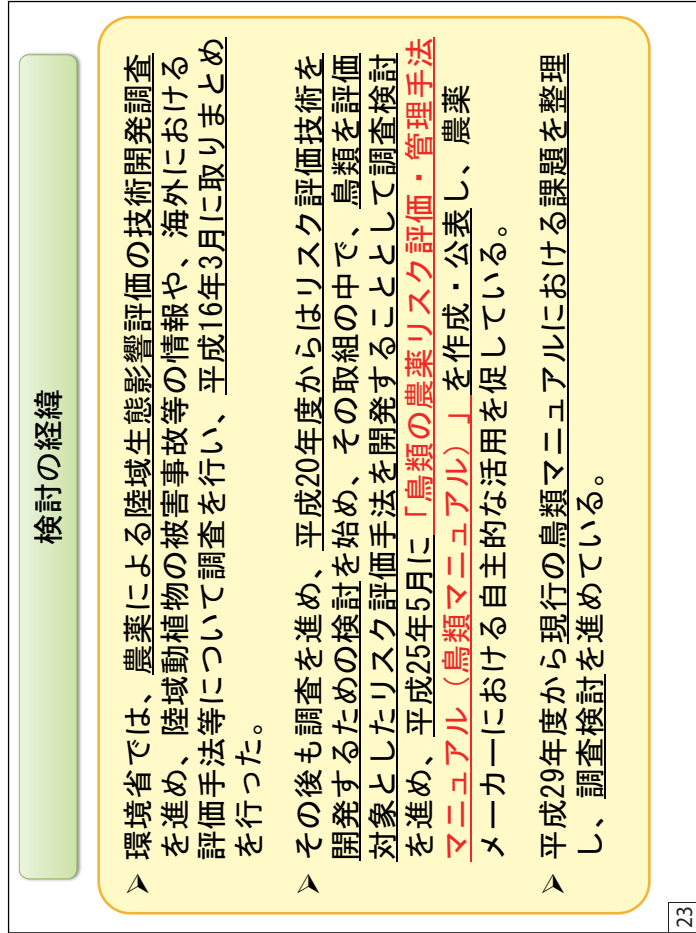 検討の経緯
➢ 環境省では、農薬による陸域生態影響評価の技術開発調査
を進め、陸域動植物の被害事故等の情報や、海外における
評価手法等について調査を行い、平成16年3月に取りまとめ
を行った。
➢ その後も調査を進め、平成20年度からはリスク評価技術を
開発するための検討を始め、その取組の中で、鳥類を評価
対象としたリスク評価手法を開発することとして調査検討
を進め、平成25年5月に「鳥類の農薬リスク評価・管理手法
マニュアル（鳥類マニュアル）」を作成・公表し、農薬
メーカーにおける自主的な活用を促している。
➢ 平成29年度から現行の鳥類マニュアルにおける課題を整理
し、調査検討を進めている。
23